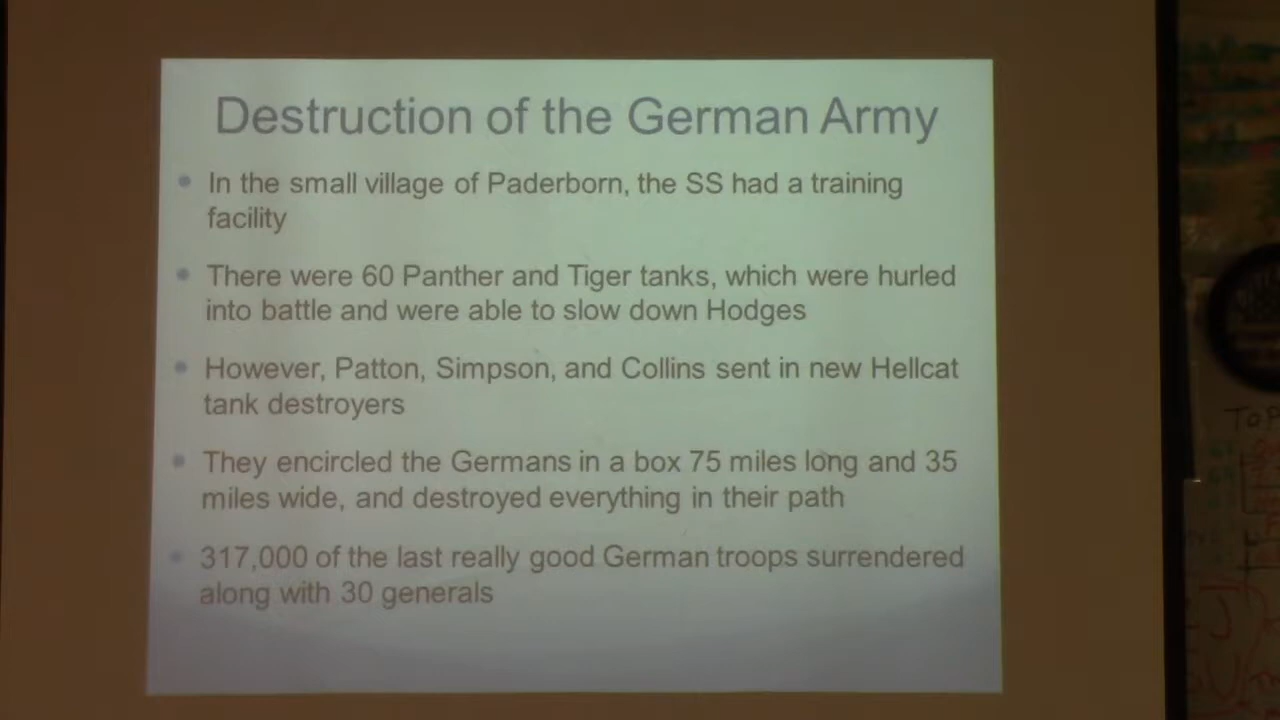 Destruction of the German Army
• In the small village of Paderborn, the SS had a training
facility
• There were 60 Panther and Tiger tanks, which were hurled
into battle and were able to slow down Hodges
• However, Patton, Simpson, and Collins sent in new Hellcat
tank destroyers
• They encircled the Germans in a box 75 miles long and 35
miles wide, and destroyed everything in their path
• 317,000 of the last really good German troops surrendered
along with 30 generals